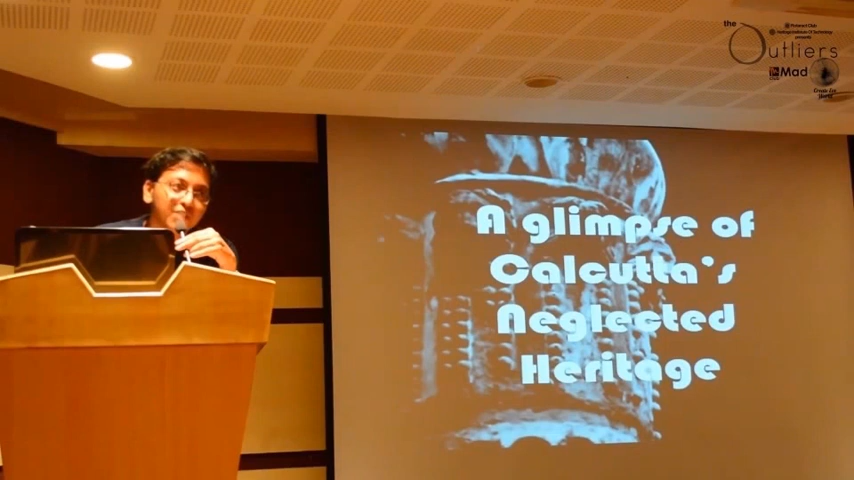 the
Outliers
Mad
A glimpse of
Calcutta's
Neglected
Heritage